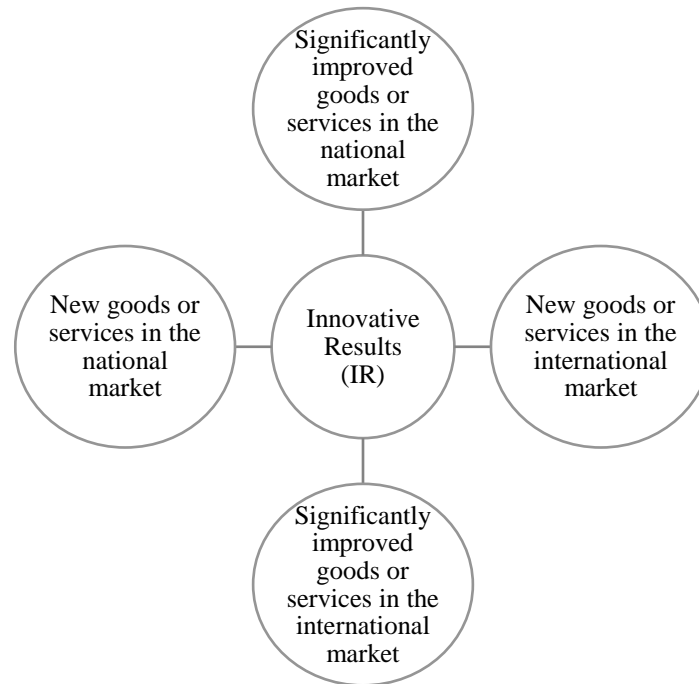 Significantly
improved
goods or
services in the
national
market
New goods or
services in the
national
market
Innovative
Results
(IR)
New goods or
services in the
international
market
Significantly
improved
goods or
services in the
international
market